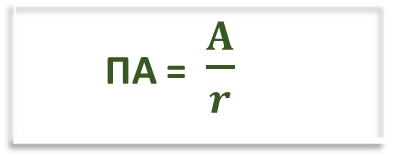 ПА = A/r